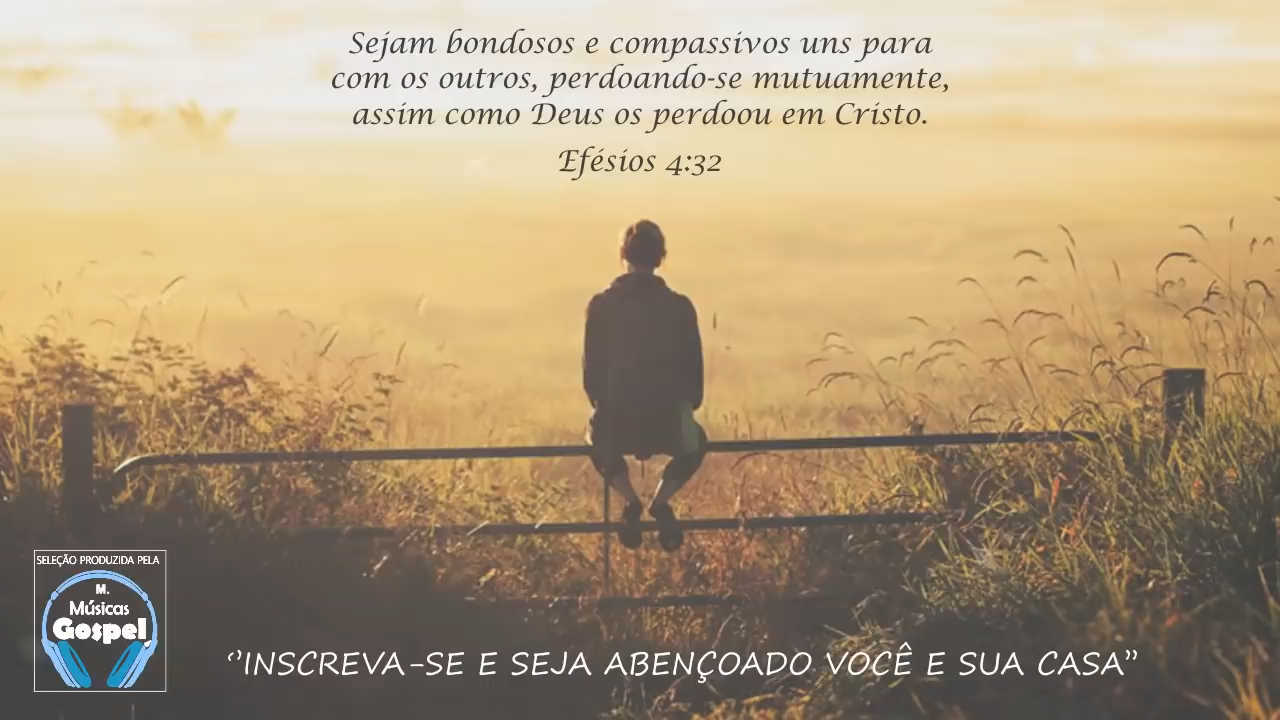 Sejam bondosos e compassivos uns para
com os outros, perdoando-se mutuamente,
assim como Deus os perdoou em Cristo.
Efésios 4:32
SELEÇÃO PRODUZIDA PELA
M.
Músicas
Gospel
‘’INSCREVA-SE E SEJA ABENÇOADO VOCÊ E SUA CASA’’